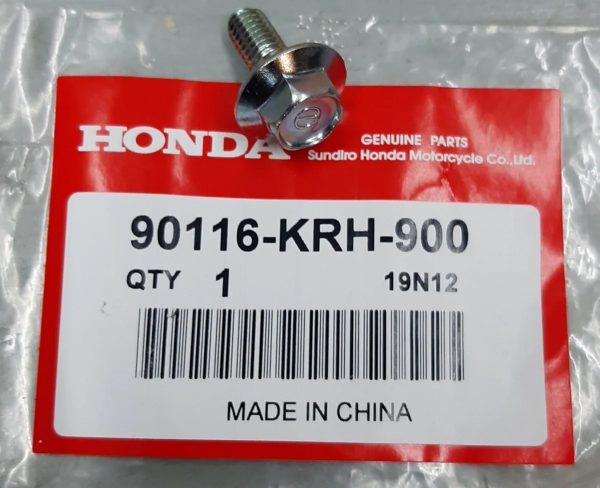 HONDA
GENUINE PARTS
Sundiro Honda Motorcycle Co.,Ltd.
90116-KRH-900
QTY 1 19N12
MADE IN CHINA